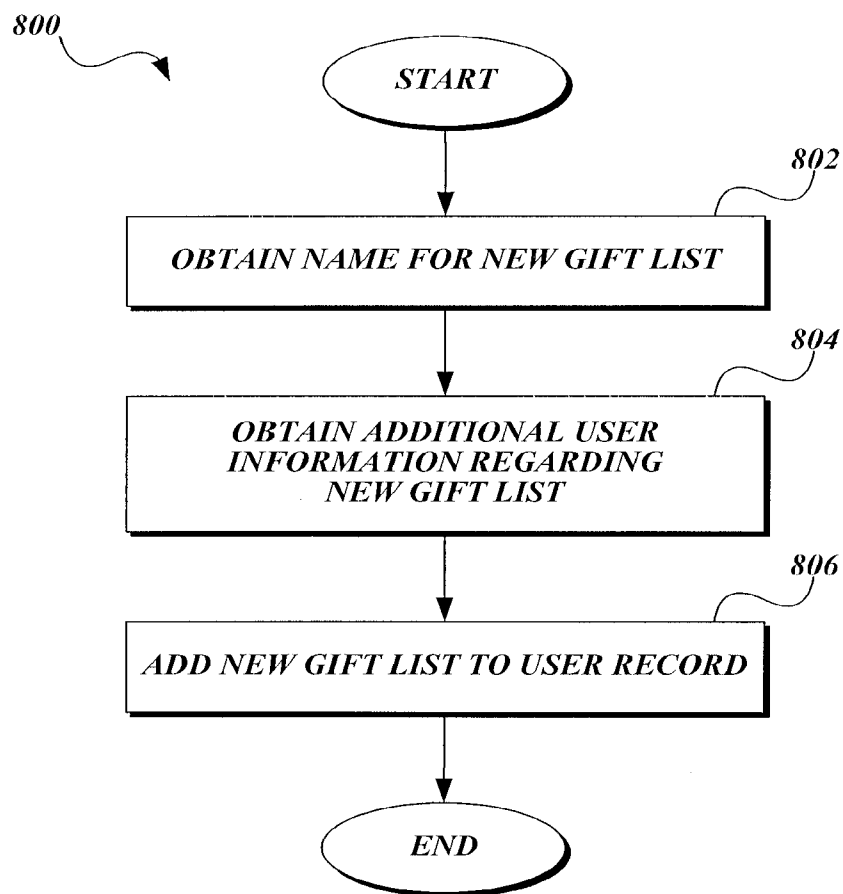 800
START
802
OBTAIN NAME FOR NEW GIFT LIST
804
OBTAIN ADDITIONAL USER
INFORMATION REGARDING
NEW GIFT LIST
806
ADD NEW GIFT LIST TO USER RECORD
END